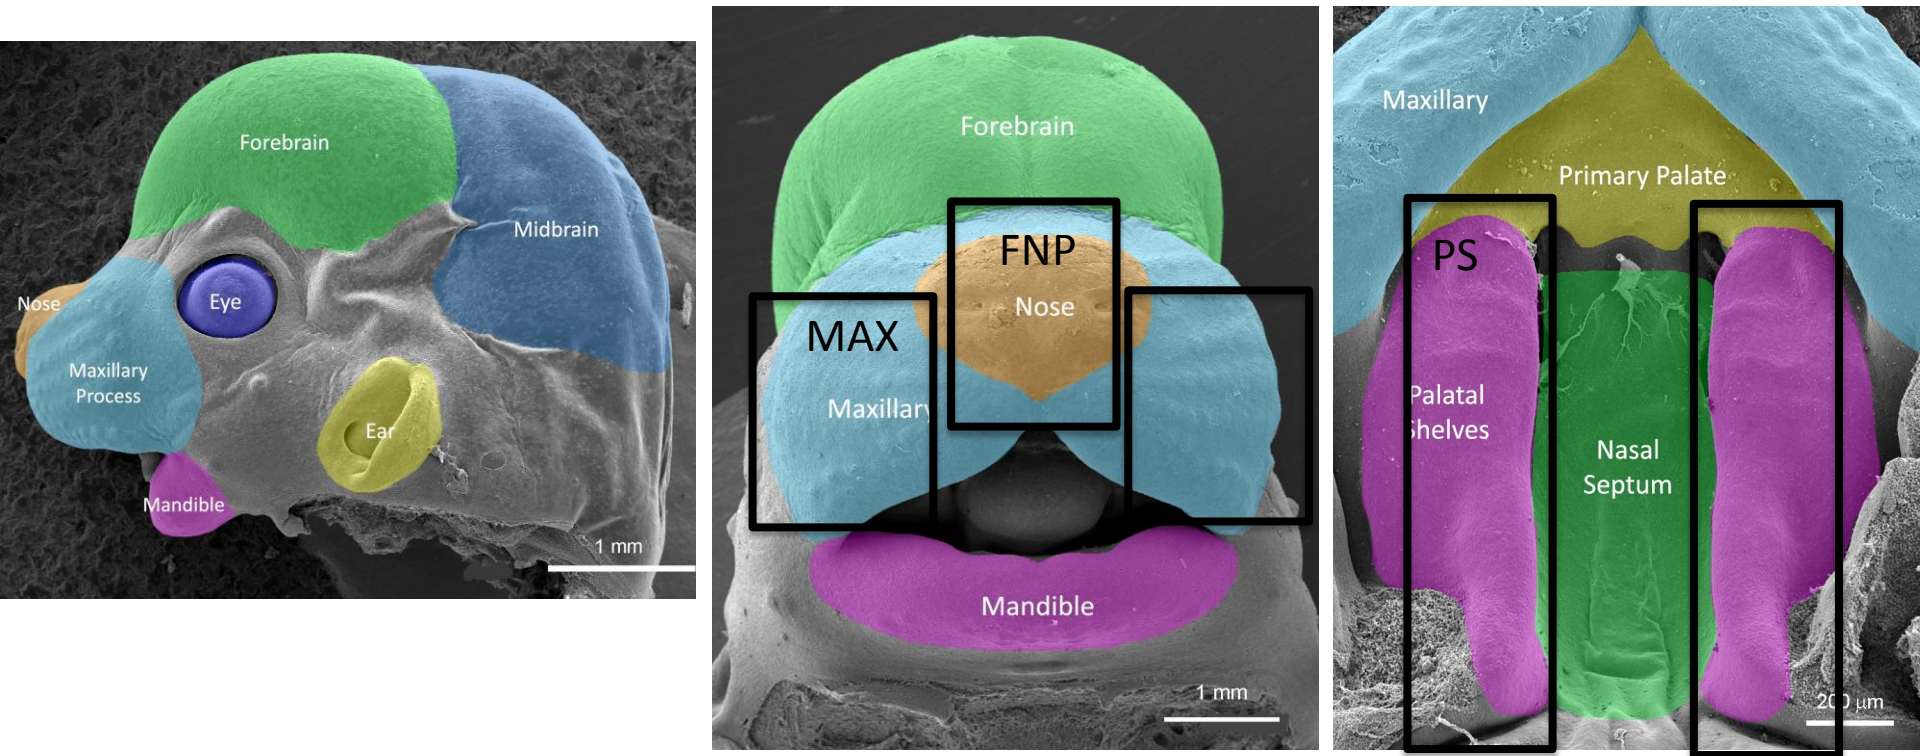 Forebrain
Midbrain
Eye
Nose
Maxillary
Process
Ear
Mandible
1 mm
Forebrain
FNP
Nose
MAX
Maxillary
Mandible
1 mm
Maxillary
Primary Palate
PS
Palatal
Shelves
Nasal
Septum
200 µm